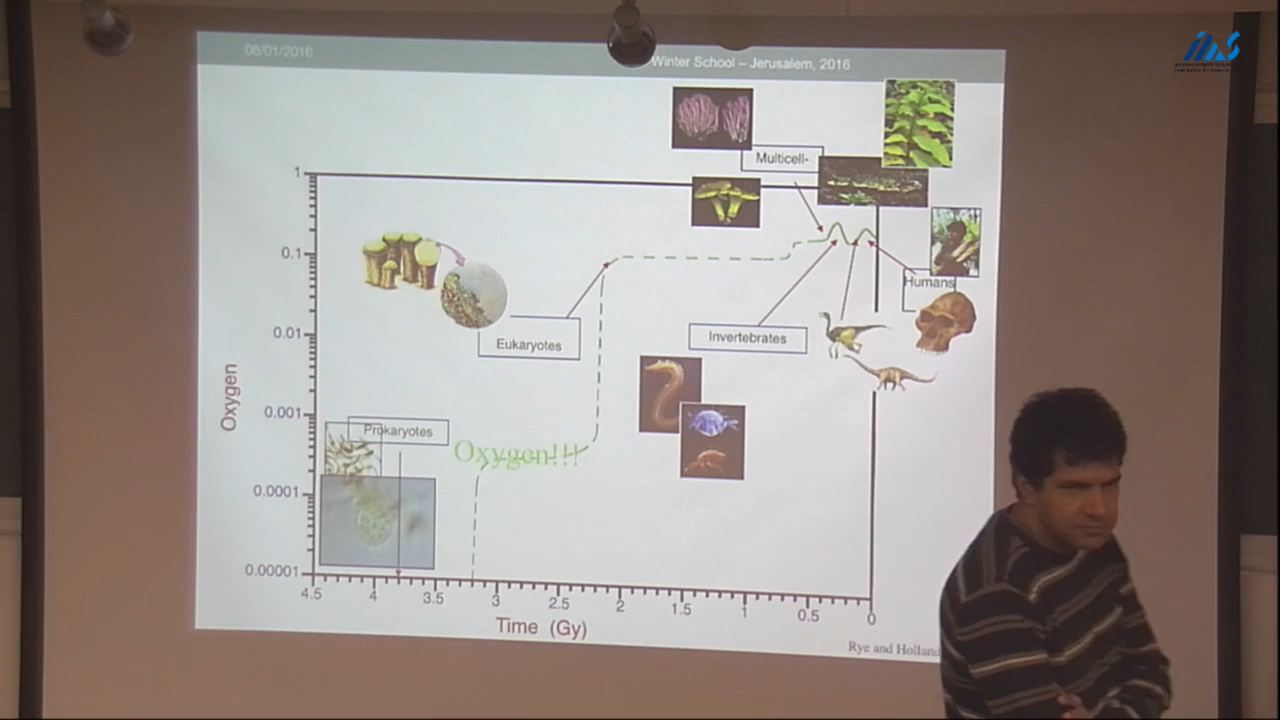 08/01/2016
Winter School – Jerusalem, 2016
Multicell-
1
0.1
0.01
0.001
0.0001
0.00001
Oxygen
Humans
Eukaryotes
Invertebrates
Prokaryotes
Oxygen!!!
4.5 4 3.5 3 2.5 2 1.5 1 0.5 0
Time (Gy)
Rye and Holland